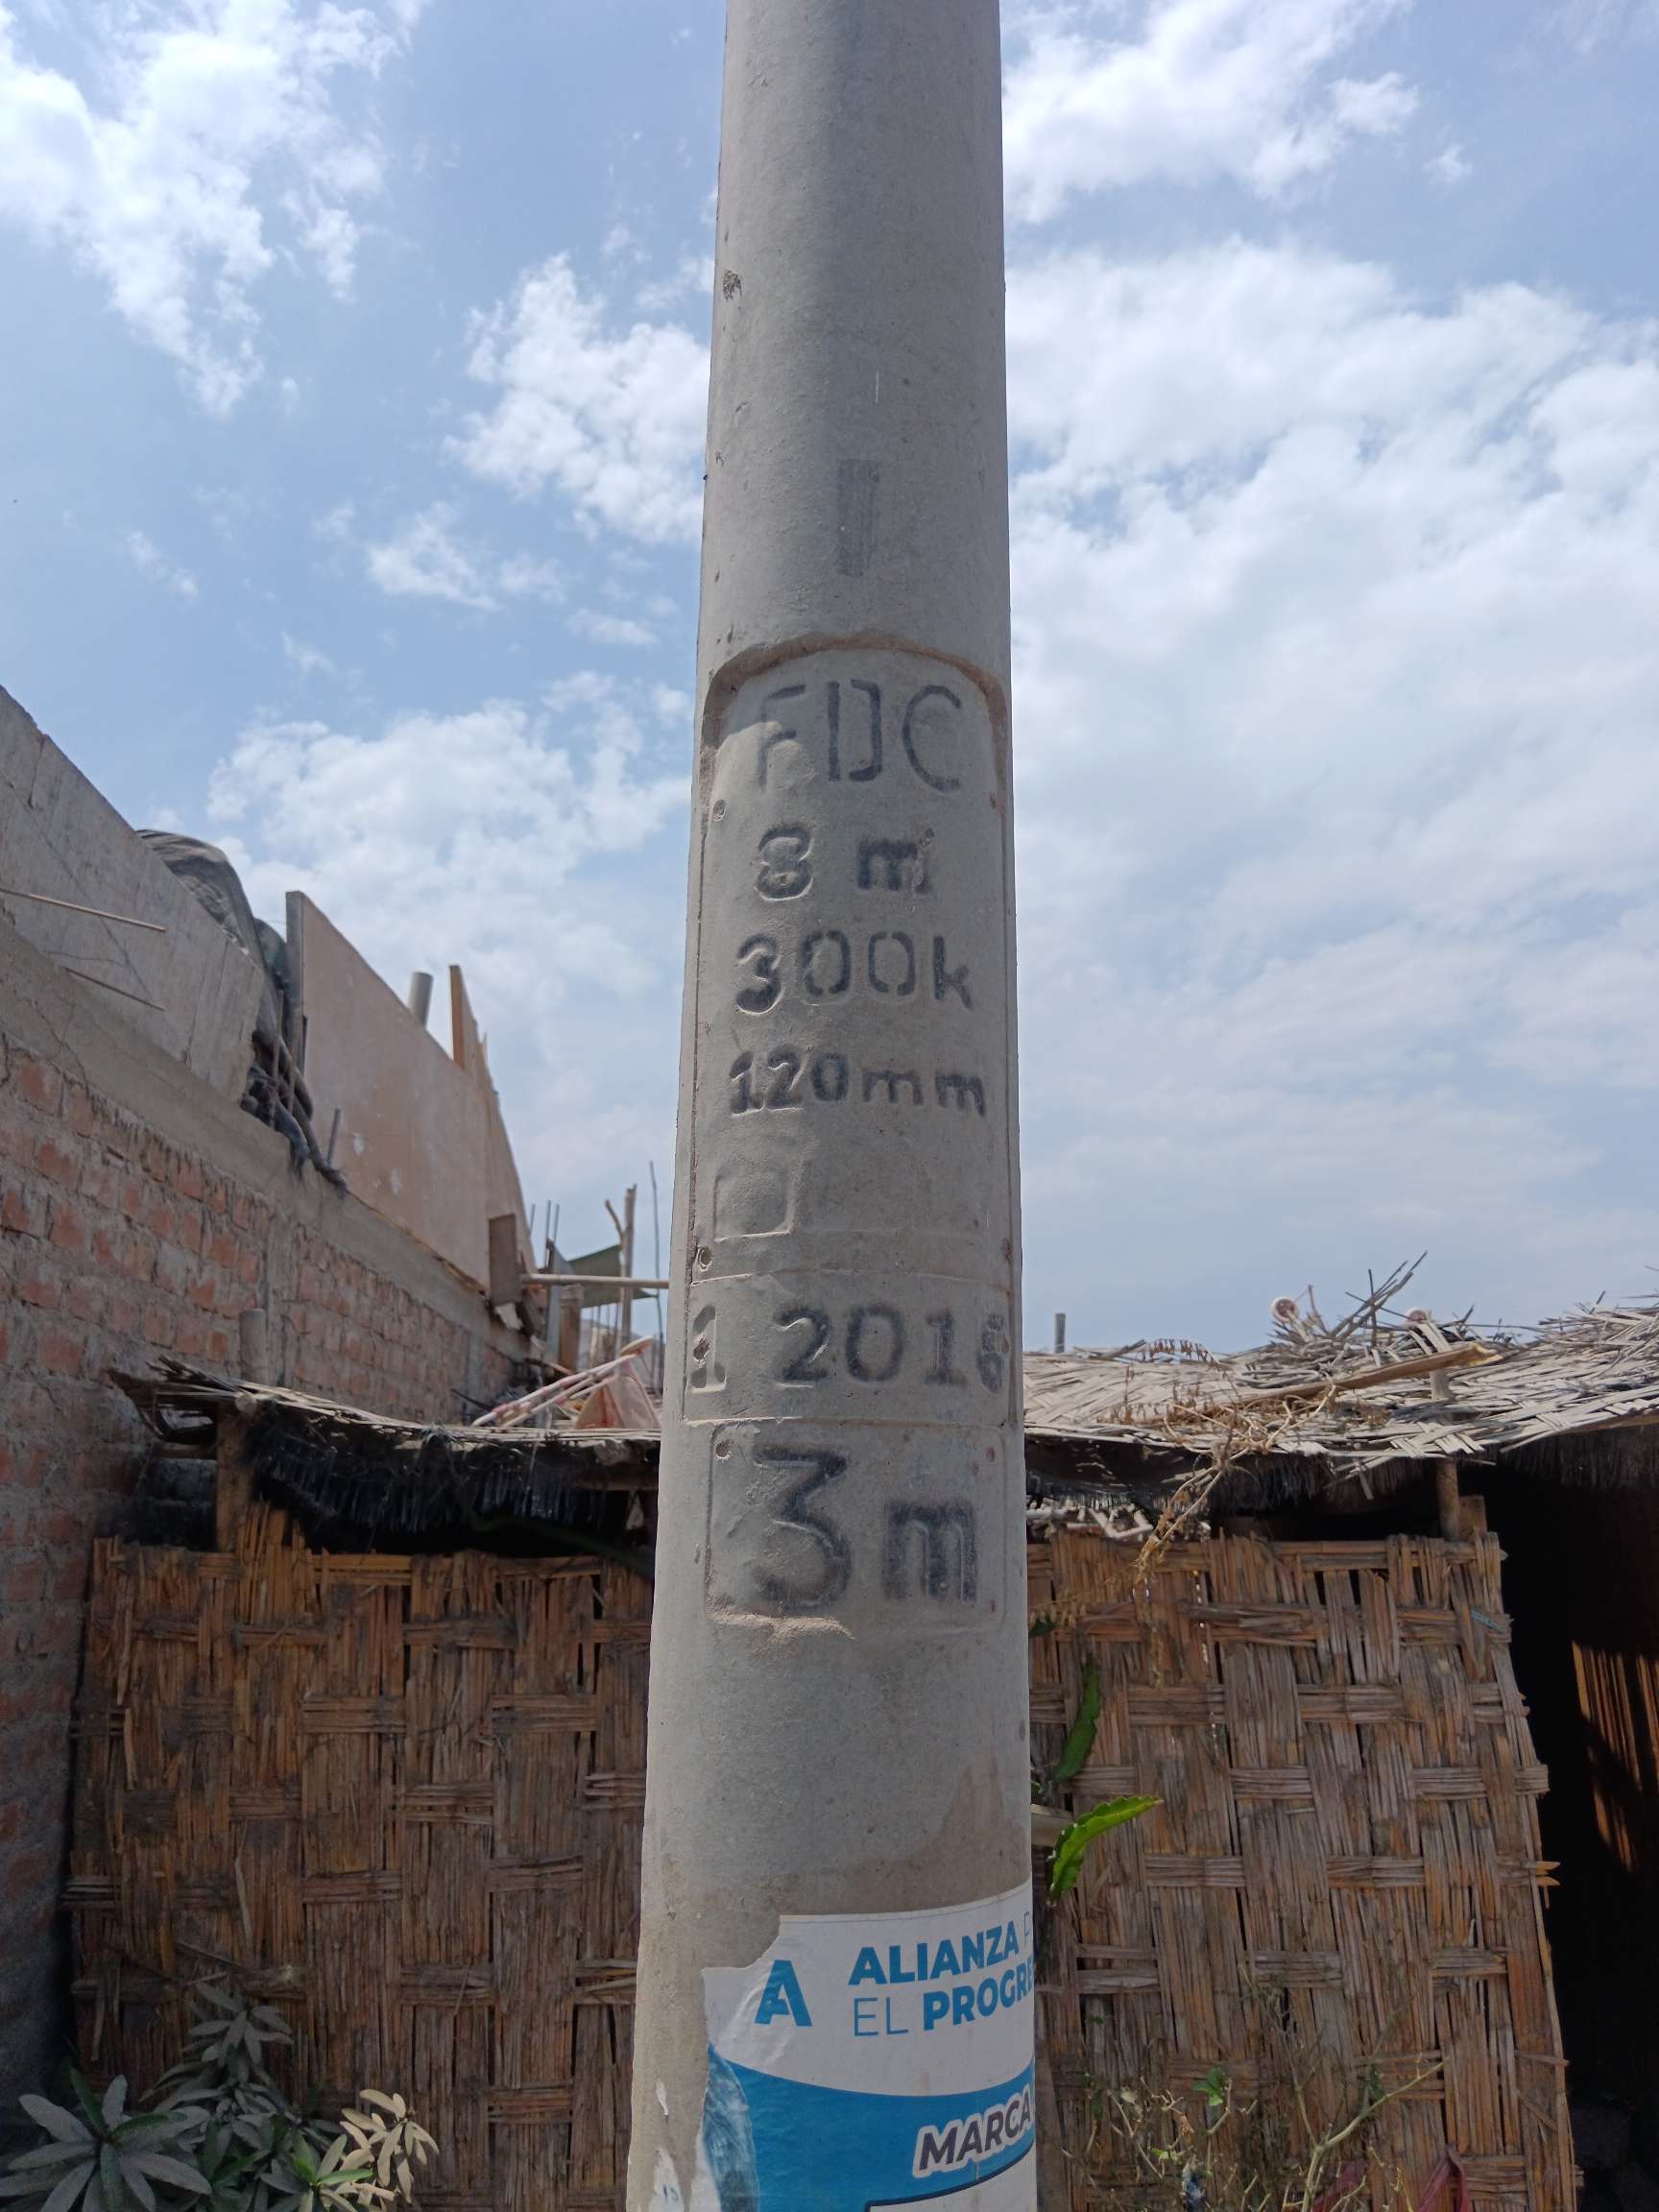 FDC
8 m
300k
120mm
1 2016
3m
A
ALIANZA
EL PROGRE
MARCA